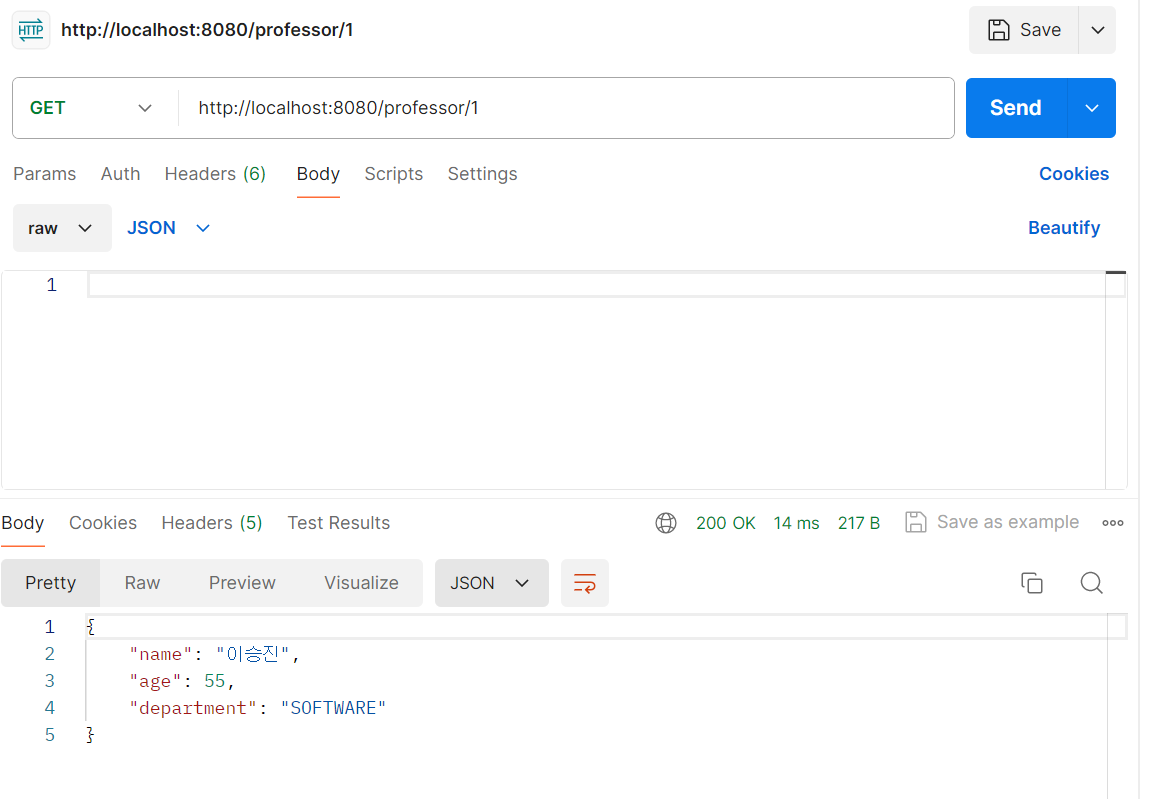 HTTP http://localhost:8080/professor/1 Save
GET http://localhost:8080/professor/1 Send
Params Auth Headers (6) Body Scripts Settings Cookies
raw JSON Beautify
1
Body Cookies Headers (5) Test Results 200 OK 14 ms 217 B Save as example
Pretty Raw Preview Visualize JSON
1 {
2 "name": "이승진",
3 "age": 55,
4 "department": "SOFTWARE"
5 }